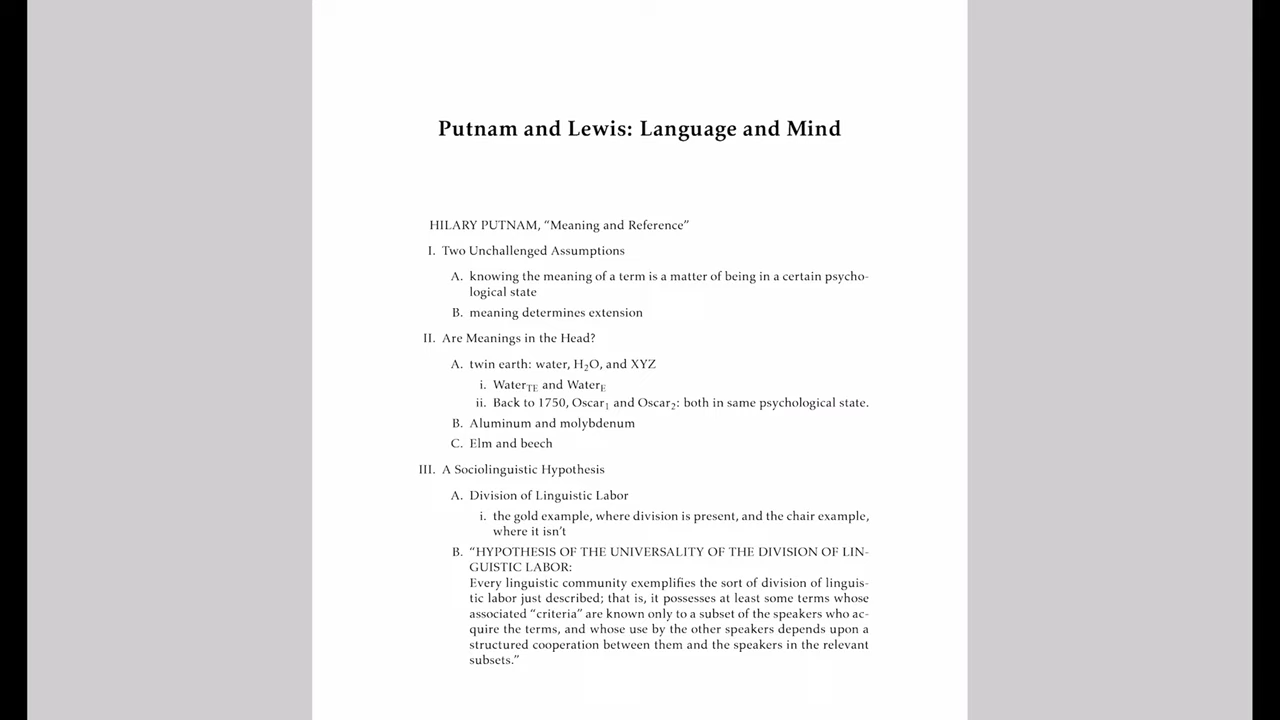 Putnam and Lewis: Language and Mind
HILARY PUTNAM, “Meaning and Reference”
I. Two Unchallenged Assumptions
A. knowing the meaning of a term is a matter of being in a certain psycho-
logical state
B. meaning determines extension
II. Are Meanings in the Head?
A. twin earth: water, H₂O, and XYZ
i. Water_TE and Water_E
ii. Back to 1750, Oscar₁ and Oscar₂: both in same psychological state.
B. Aluminum and molybdenum
C. Elm and beech
III. A Sociolinguistic Hypothesis
A. Division of Linguistic Labor
i. the gold example, where division is present, and the chair example,
where it isn’t
B. “HYPOTHESIS OF THE UNIVERSALITY OF THE DIVISION OF LIN-
GUISTIC LABOR:
Every linguistic community exemplifies the sort of division of linguis-
tic labor just described; that is, it possesses at least some terms whose
associated “criteria” are known only to a subset of the speakers who ac-
quire the terms, and whose use by the other speakers depends upon a
structured cooperation between them and the speakers in the relevant
subsets.”